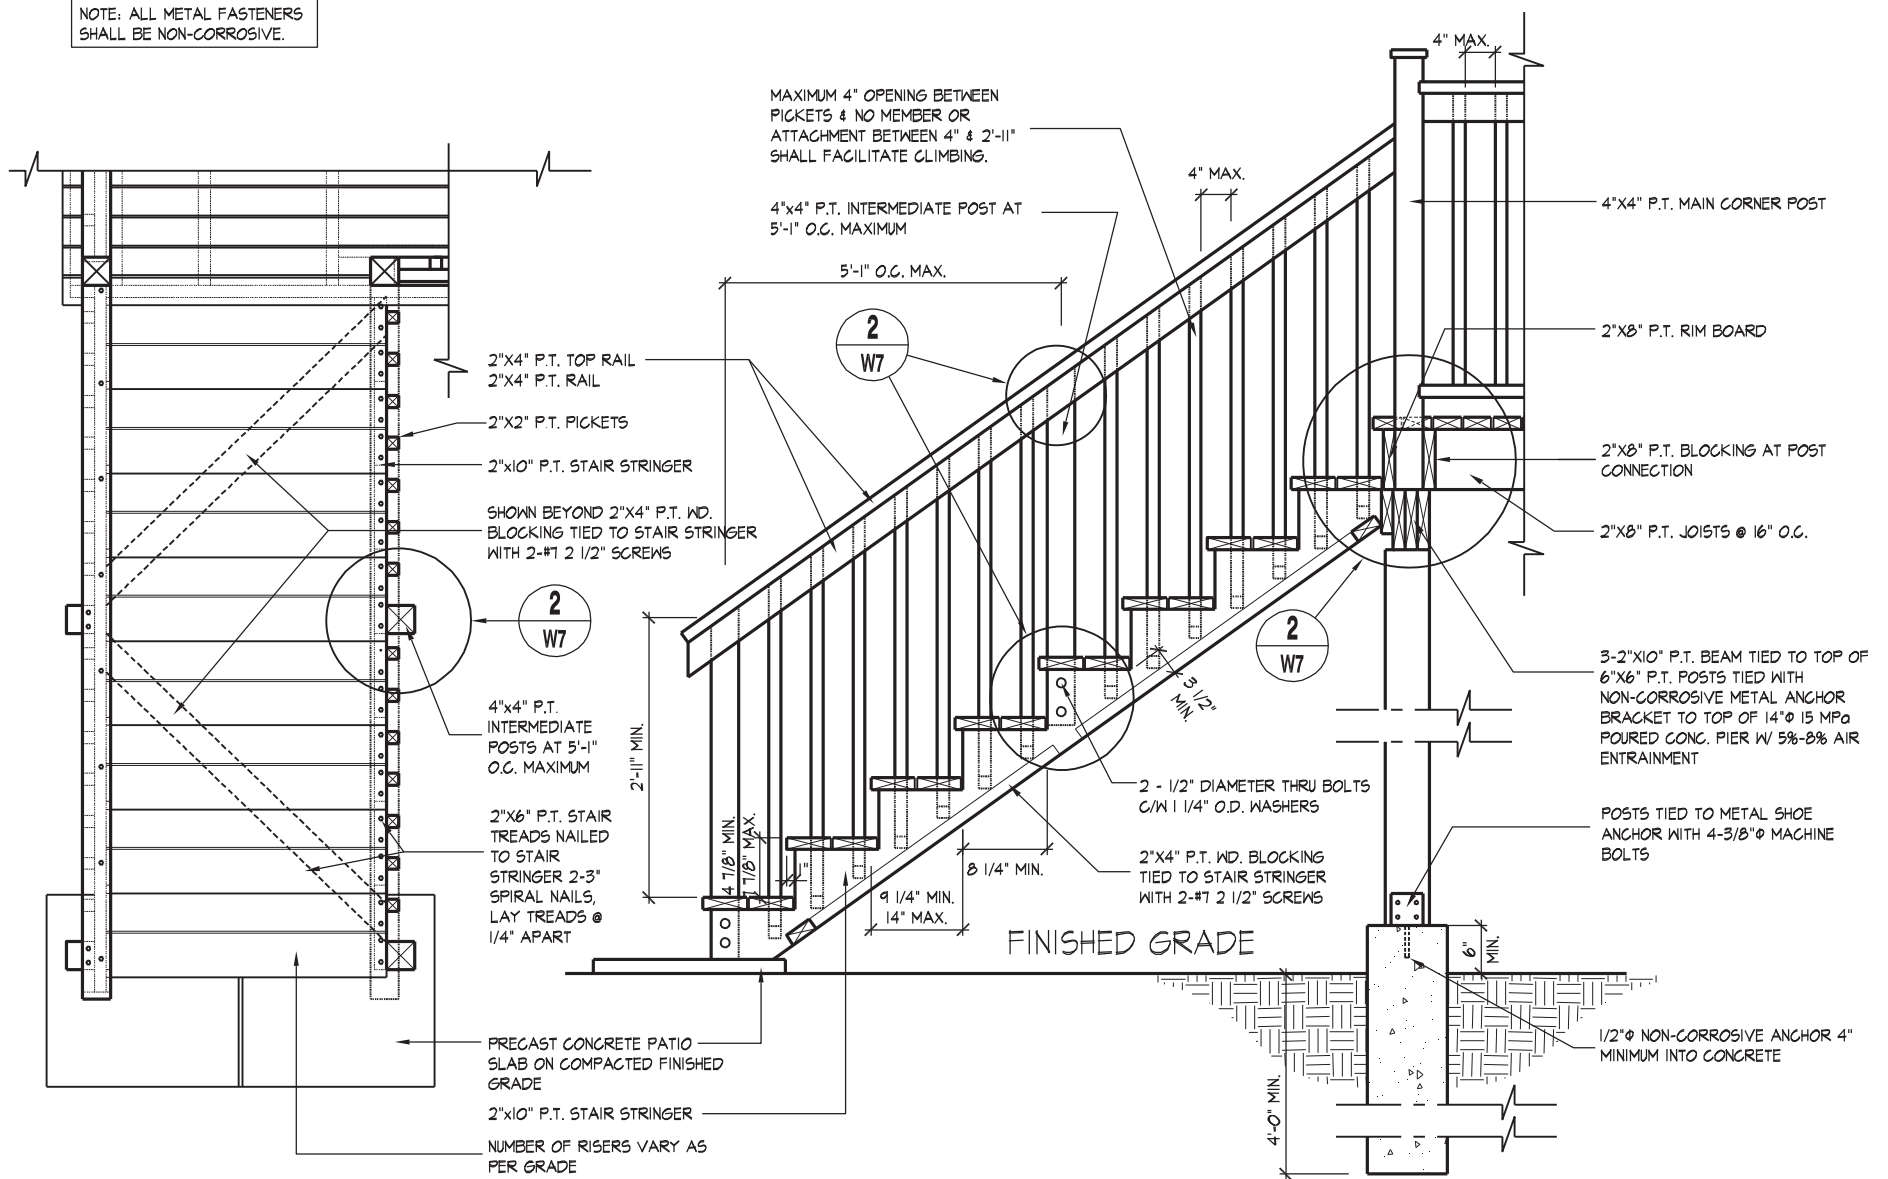 NOTE: ALL METAL FASTENERS
SHALL BE NON-CORROSIVE.
4" MAX.
MAXIMUM 4" OPENING BETWEEN
PICKETS & NO MEMBER OR
ATTACHMENT BETWEEN 4" & 2'-11"
SHALL FACILITATE CLIMBING.
4" MAX.
4"x4" P.T. INTERMEDIATE POST AT
5'-1" O.C. MAXIMUM
4"X4" P.T. MAIN CORNER POST
5'-1" O.C. MAX.
2
W7
2"X8" P.T. RIM BOARD
2"X4" P.T. TOP RAIL
2"X4" P.T. RAIL
2"X2" P.T. PICKETS
2"x10" P.T. STAIR STRINGER
2"X8" P.T. BLOCKING AT POST
CONNECTION
SHOWN BEYOND 2"X4" P.T. WD.
BLOCKING TIED TO STAIR STRINGER
WITH 2-#7 2 1/2" SCREWS
2"X8" P.T. JOISTS @ 16" O.C.
2
W7
2
W7
3-2"X10" P.T. BEAM TIED TO TOP OF
6"X6" P.T. POSTS TIED WITH
NON-CORROSIVE METAL ANCHOR
BRACKET TO TOP OF 14"Φ 15 MPa
POURED CONC. PIER W/ 5%-8% AIR
ENTRAINMENT
3 1/2"
MIN.
4"x4" P.T.
INTERMEDIATE
POSTS AT 5'-1"
O.C. MAXIMUM
2'-11" MIN.
2 - 1/2" DIAMETER THRU BOLTS
C/W 1 1/4" O.D. WASHERS
2"X6" P.T. STAIR
TREADS NAILED
TO STAIR
STRINGER 2-3"
SPIRAL NAILS,
LAY TREADS @
1/4" APART
4 7/8" MIN.
7 7/8" MAX.
1"
8 1/4" MIN.
9 1/4" MIN.
14" MAX.
2"X4" P.T. WD. BLOCKING
TIED TO STAIR STRINGER
WITH 2-#7 2 1/2" SCREWS
POSTS TIED TO METAL SHOE
ANCHOR WITH 4-3/8"Φ MACHINE
BOLTS
FINISHED GRADE
6"
MIN.
PRECAST CONCRETE PATIO
SLAB ON COMPACTED FINISHED
GRADE
1/2"Φ NON-CORROSIVE ANCHOR 4"
MINIMUM INTO CONCRETE
4'-0" MIN.
2"x10" P.T. STAIR STRINGER
NUMBER OF RISERS VARY AS
PER GRADE